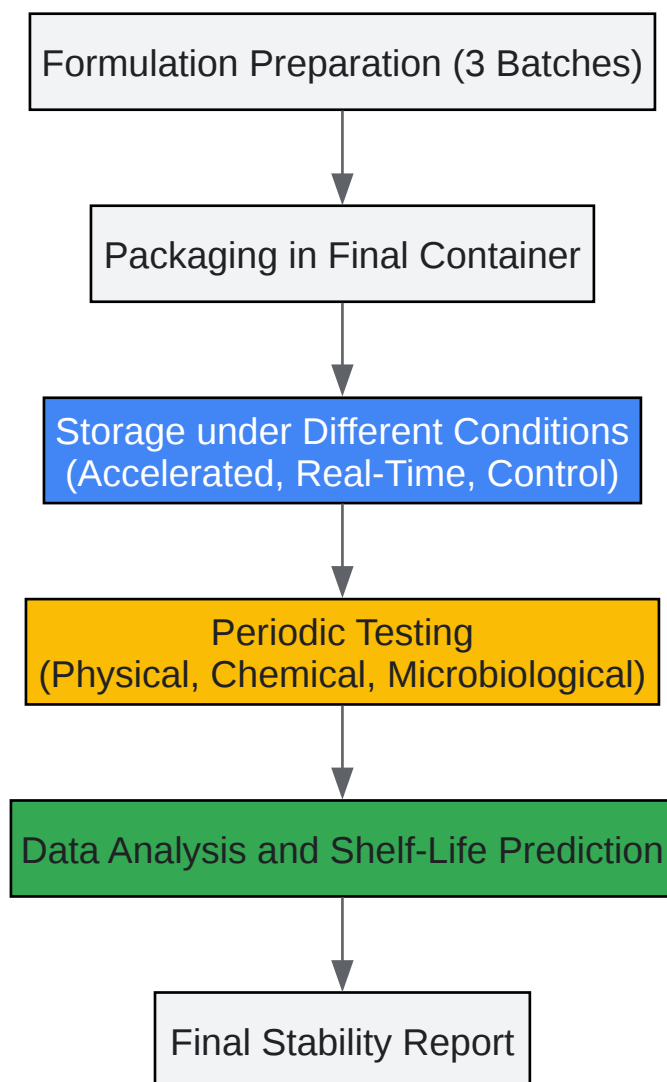 Formulation Preparation (3 Batches)
Packaging in Final Container
Storage under Different Conditions
(Accelerated, Real-Time, Control)
Periodic Testing
(Physical, Chemical, Microbiological)
Data Analysis and Shelf-Life Prediction
Final Stability Report